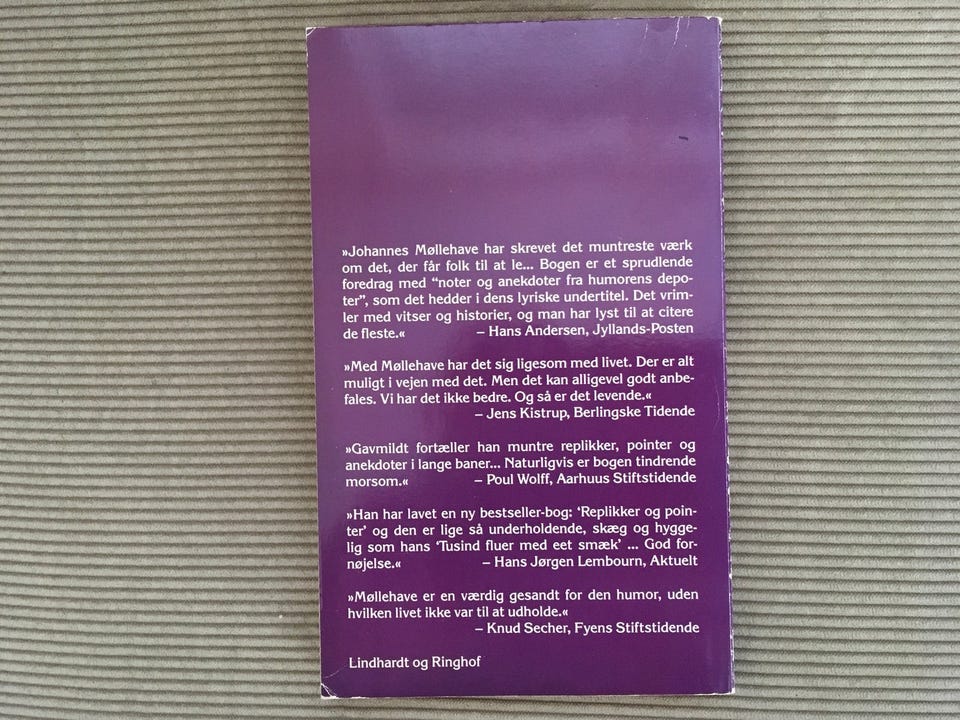 »Johannes Møllehave har skrevet det muntreste værk
om det, der får folk til at le... Bogen er et sprudlende
foredrag med “noter og anekdoter fra humorens depo-
ter”, som det hedder i dens lyriske undertitel. Det vrim-
ler med vitser og historier, og man har lyst til at citere
de fleste.« – Hans Andersen, Jyllands-Posten
»Med Møllehave har det sig ligesom med livet. Der er alt
muligt i vejen med det. Men det kan alligevel godt anbe-
fales. Vi har det ikke bedre. Og så er det levende.«
– Jens Kistrup, Berlingske Tidende
»Gavmildt fortæller han muntre replikker, pointer og
anekdoter i lange baner... Naturligvis er bogen tindrende
morsom.« – Poul Wolff, Aarhuus Stiftstidende
»Han har lavet en ny bestseller-bog: ‘Replikker og poin-
ter’ og den er lige så underholdende, skæg og hygge-
lig som hans ‘Tusind fluer med eet smæk’ ... God for-
nøjelse.« – Hans Jørgen Lembourn, Aktuelt
»Møllehave er en værdig gesandt for den humor, uden
hvilken livet ikke var til at udholde.«
– Knud Secher, Fyens Stiftstidende
Lindhardt og Ringhof